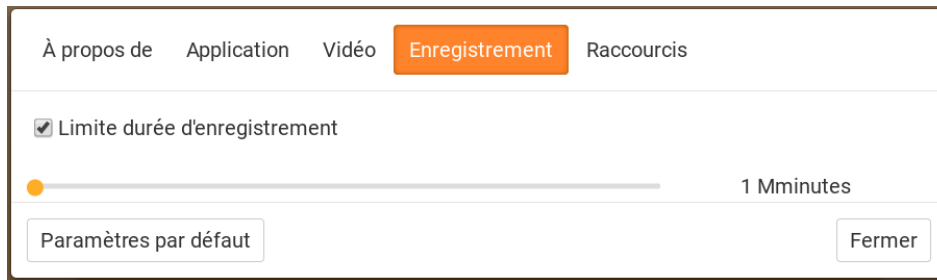 À propos de Application Vidéo Enregistrement Raccourcis
Limite durée d'enregistrement
1 Mminutes
Paramètres par défaut Fermer